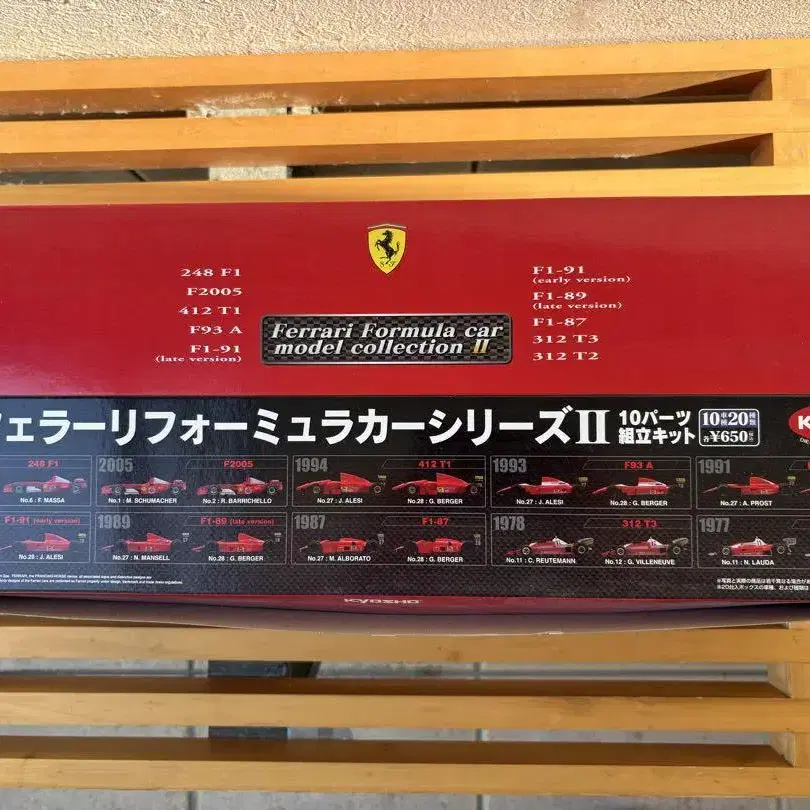 248 F1
F2005
412 T1
F93 A
F1-91
(late version)
Ferrari Formula car
model collection II
F1-91
(early version)
F1-89
(late version)
F1-87
312 T3
312 T2
ェラーリフォーミュラカーシリーズII
10パーツ
組立キット
10車種20種類
各¥650
248 F1
No.6 : F. MASSA
2005
No.1 : M. SCHUMACHER
F2005
No.2 : R. BARRICHELLO
1994
No.27 : J. ALESI
412 T1
No.28 : G. BERGER
1993
No.27 : J. ALESI
F93 A
No.28 : G. BERGER
1991
No.27 : A. PROST
F1-91 (early version)
No.28 : J. ALESI
1989
No.27 : N. MANSELL
F1-89 (late version)
No.28 : G. BERGER
1987
No.27 : M. ALBORATO
F1-87
No.28 : G. BERGER
1978
No.11 : C. REUTEMANN
312 T3
No.12 : G. VILLENEUVE
1977
No.11 : N. LAUDA
KYOSHO